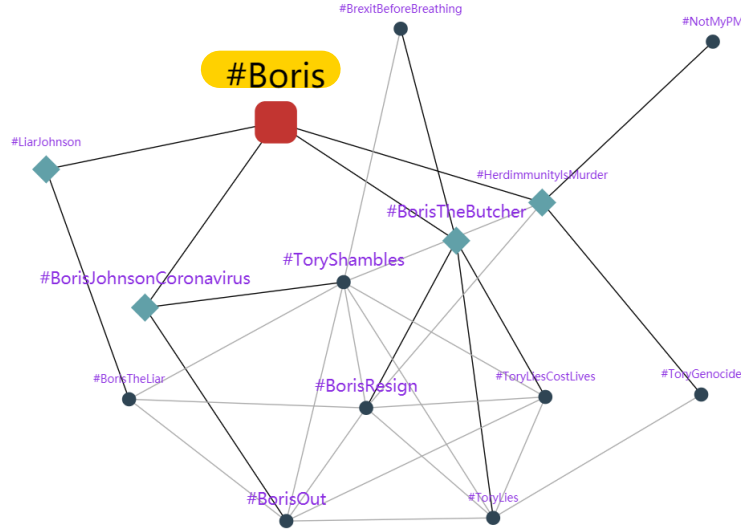 #BrexitBeforeBreathing
#NotMyPM
#Boris
#LiarJohnson
#HerdimmunityIsMurder
#BorisTheButcher
#ToryShambles
#BorisJohnsonCoronavirus
#BorisTheLiar
#BorisResign
#ToryLiesCostLives
#ToryGenocide
#BorisOut
#ToryLies